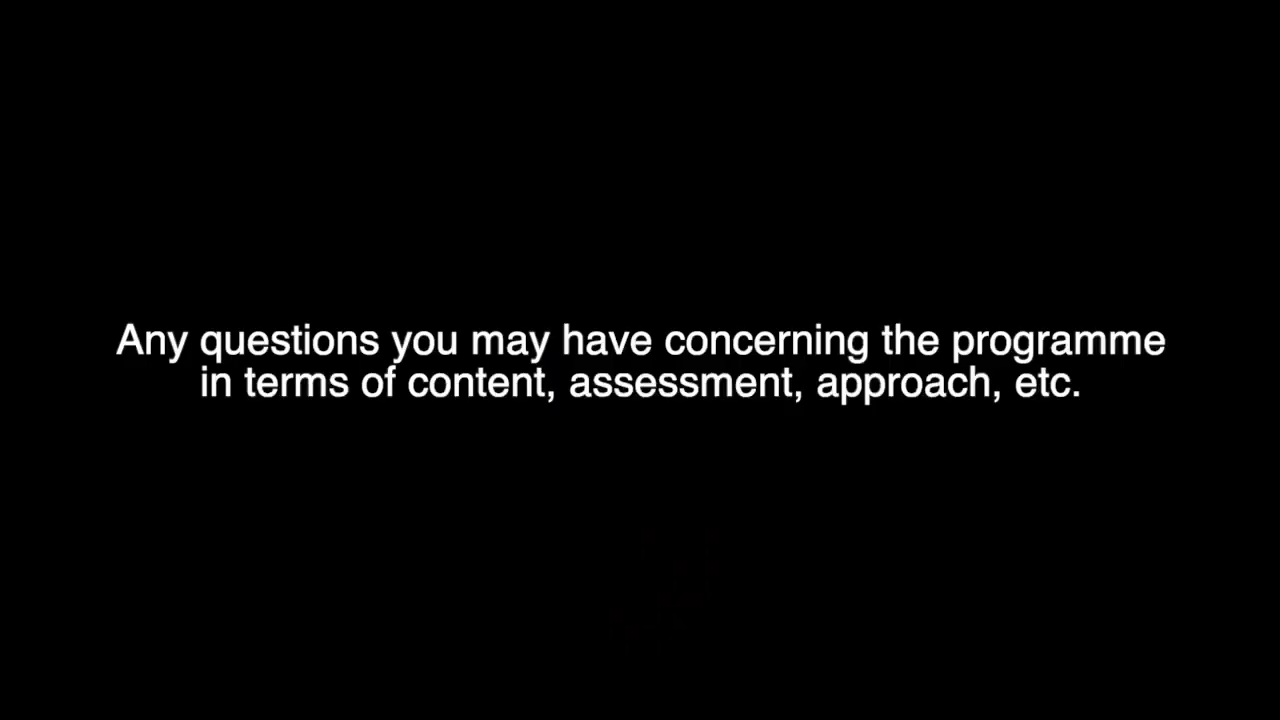 Any questions you may have concerning the programme
in terms of content, assessment, approach, etc.